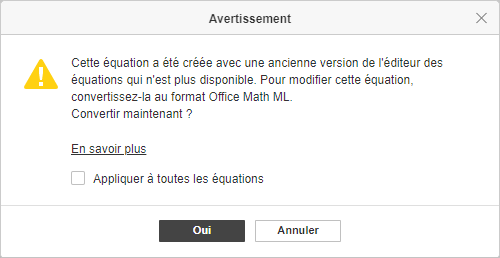 Avertissement
Cette équation a été créée avec une ancienne version de l'éditeur des
équations qui n'est plus disponible. Pour modifier cette équation,
convertissez-la au format Office Math ML.
Convertir maintenant ?
En savoir plus
Appliquer à toutes les équations
Oui
Annuler